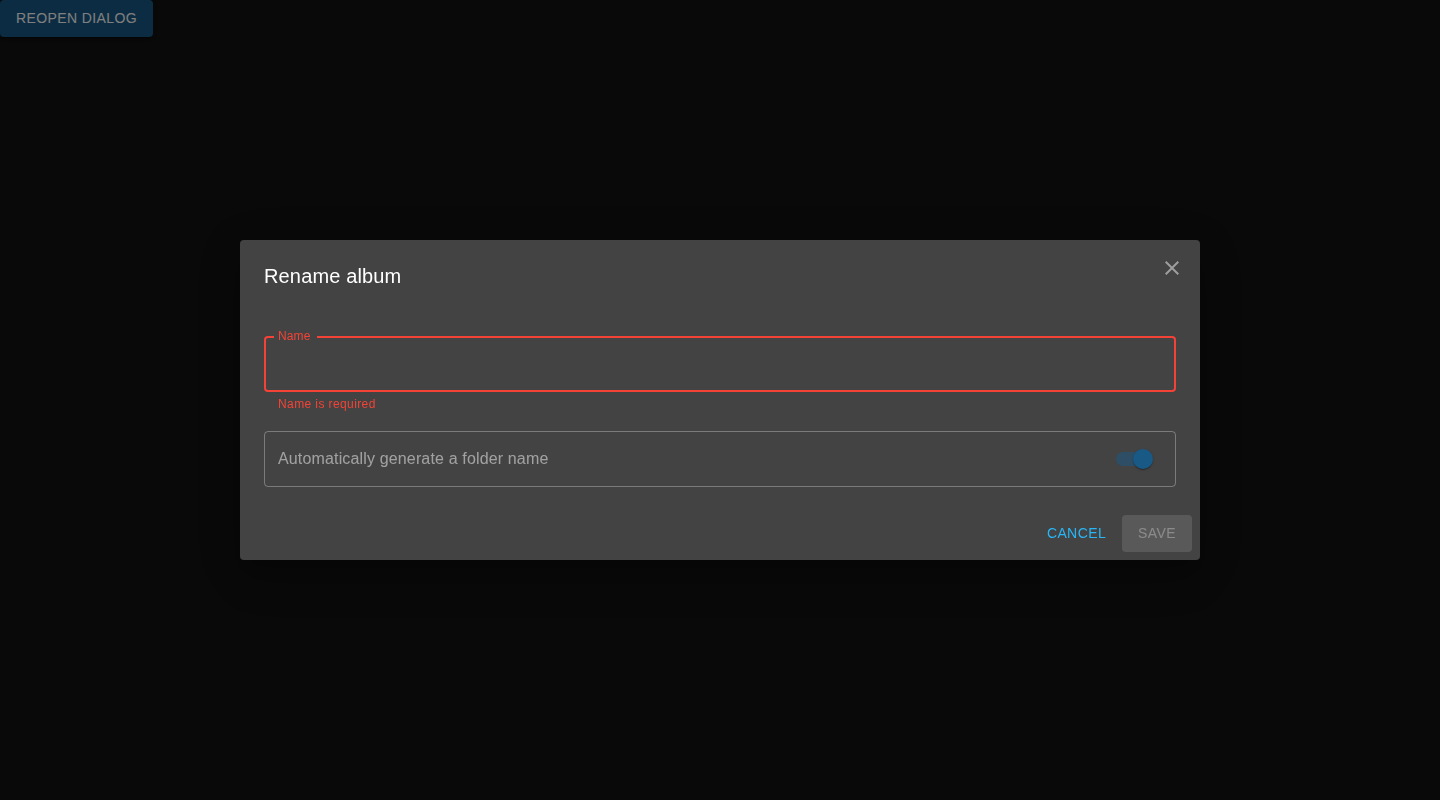 REOPEN DIALOG
Rename album
Name
Name is required
Automatically generate a folder name
CANCEL SAVE